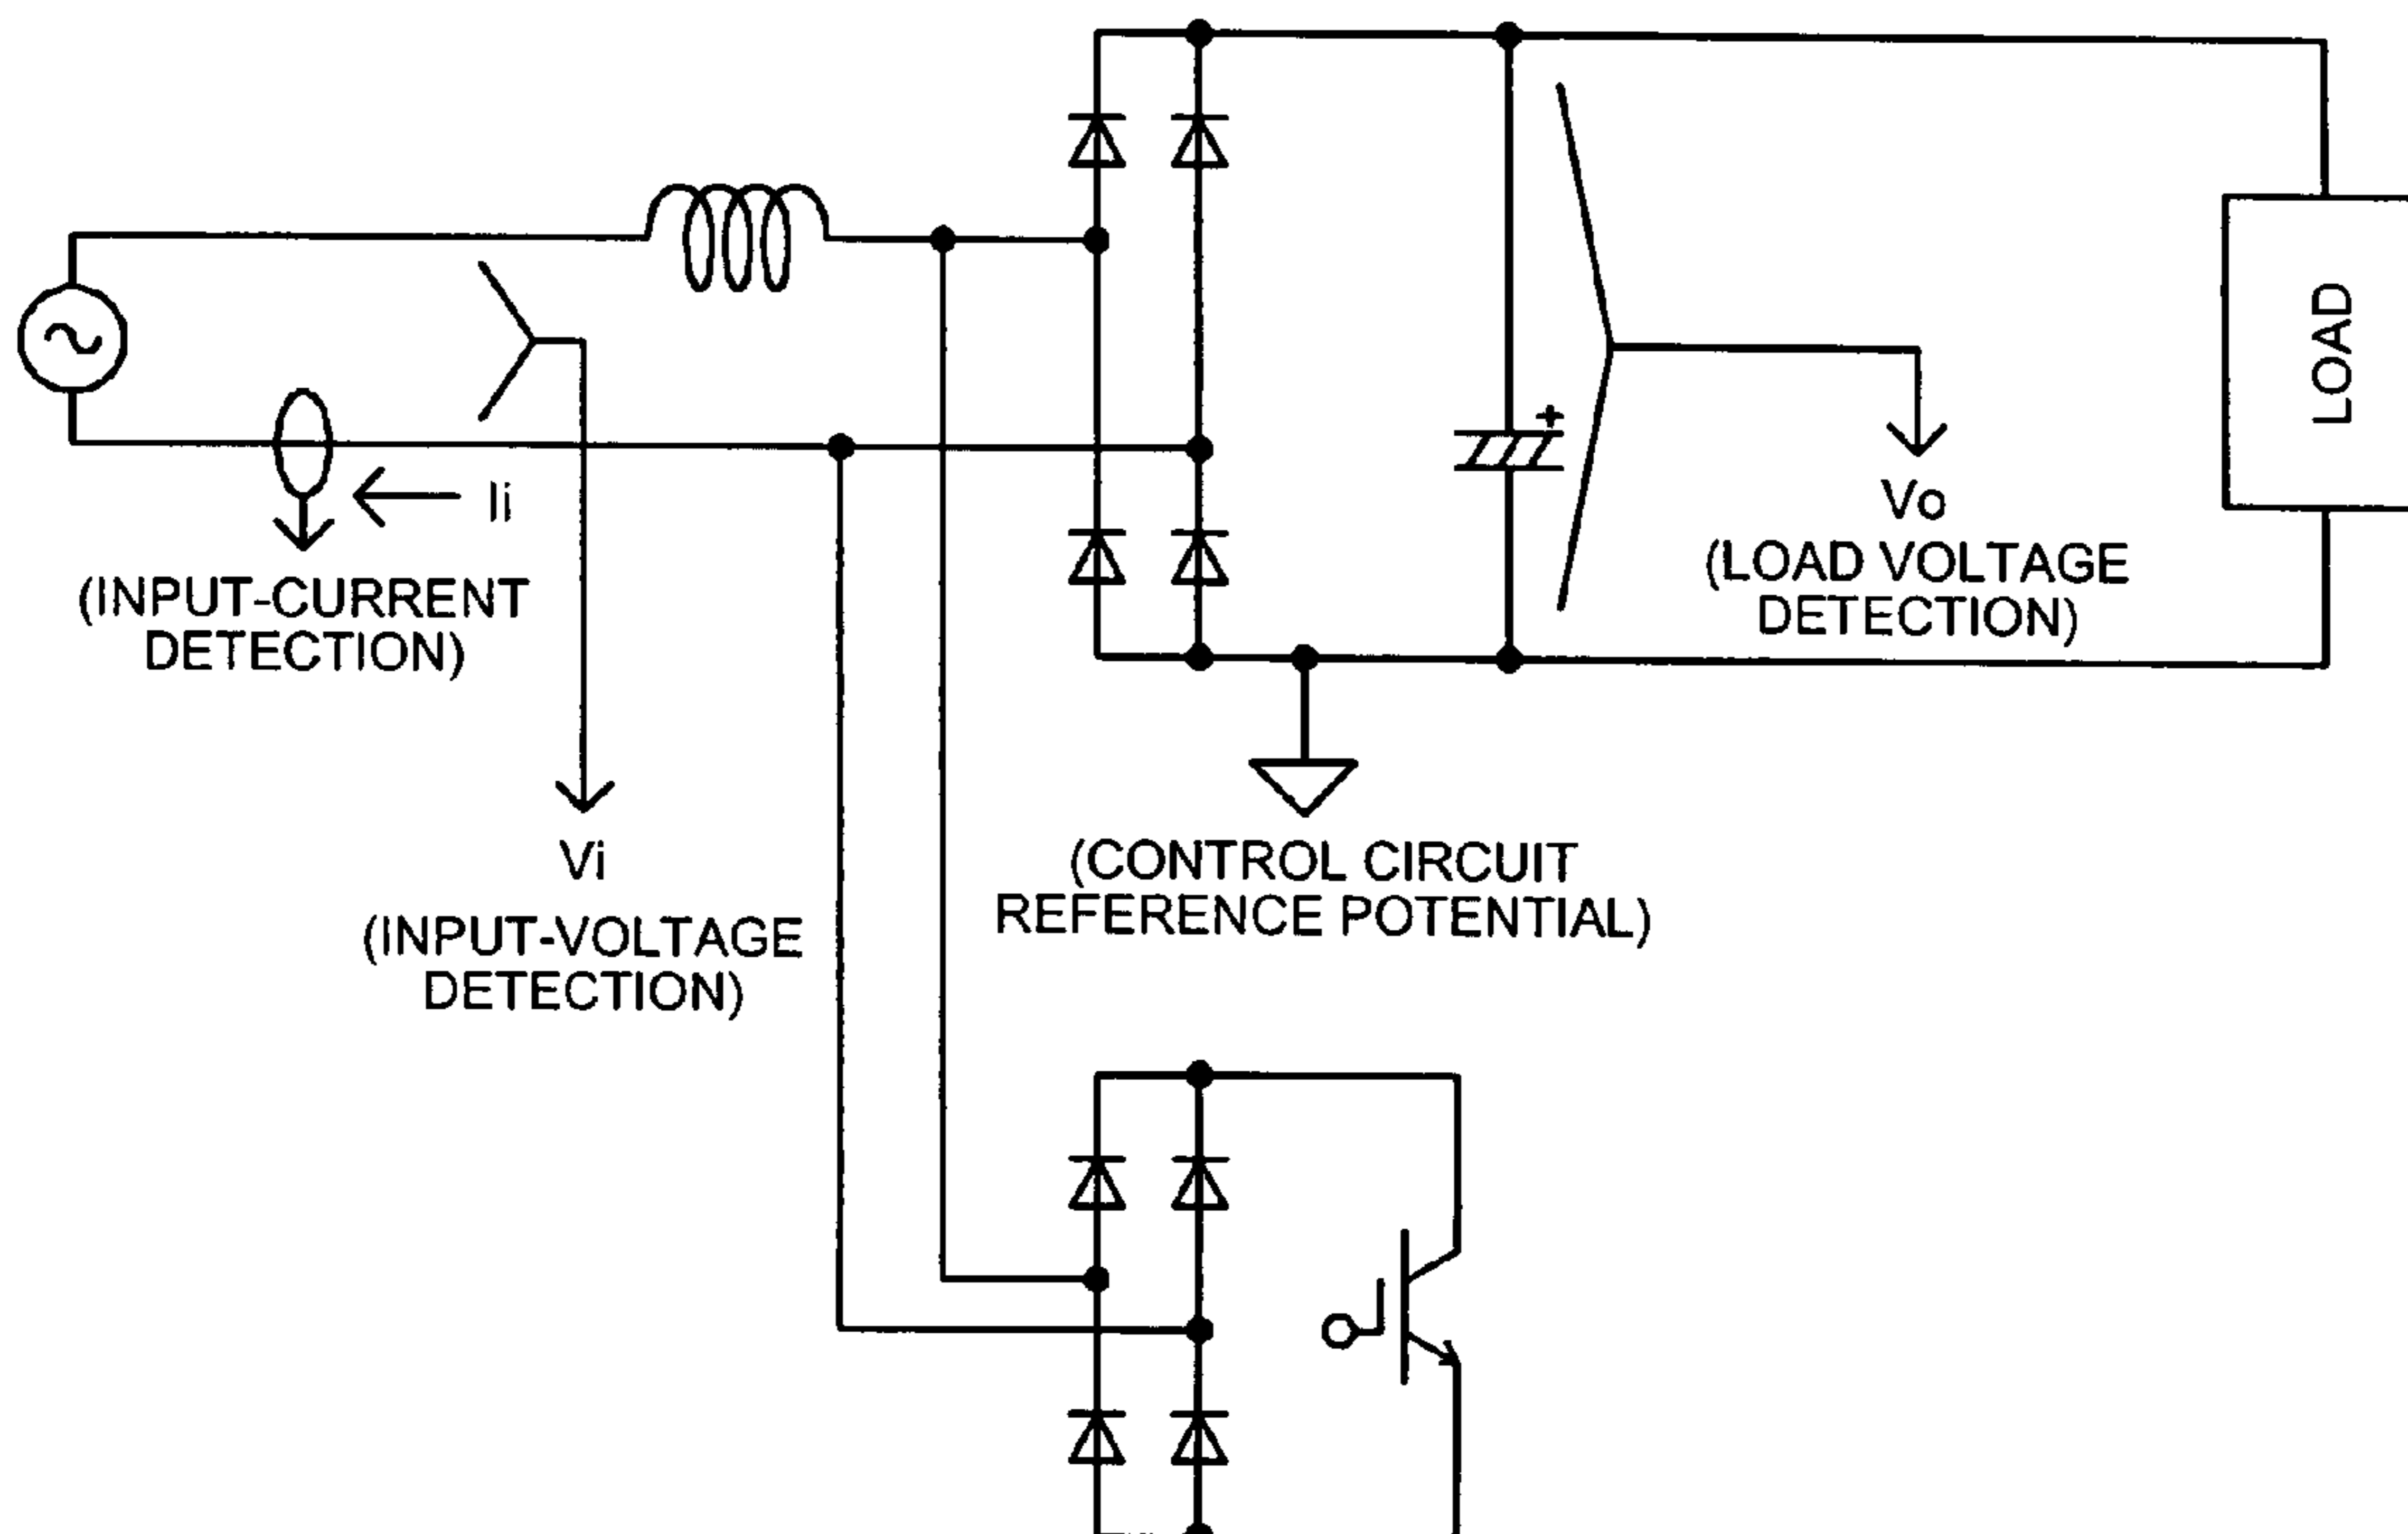 LOAD
+
Ii
(INPUT-CURRENT
DETECTION)
Vo
(LOAD VOLTAGE
DETECTION)
Vi
(INPUT-VOLTAGE
DETECTION)
(CONTROL CIRCUIT
REFERENCE POTENTIAL)